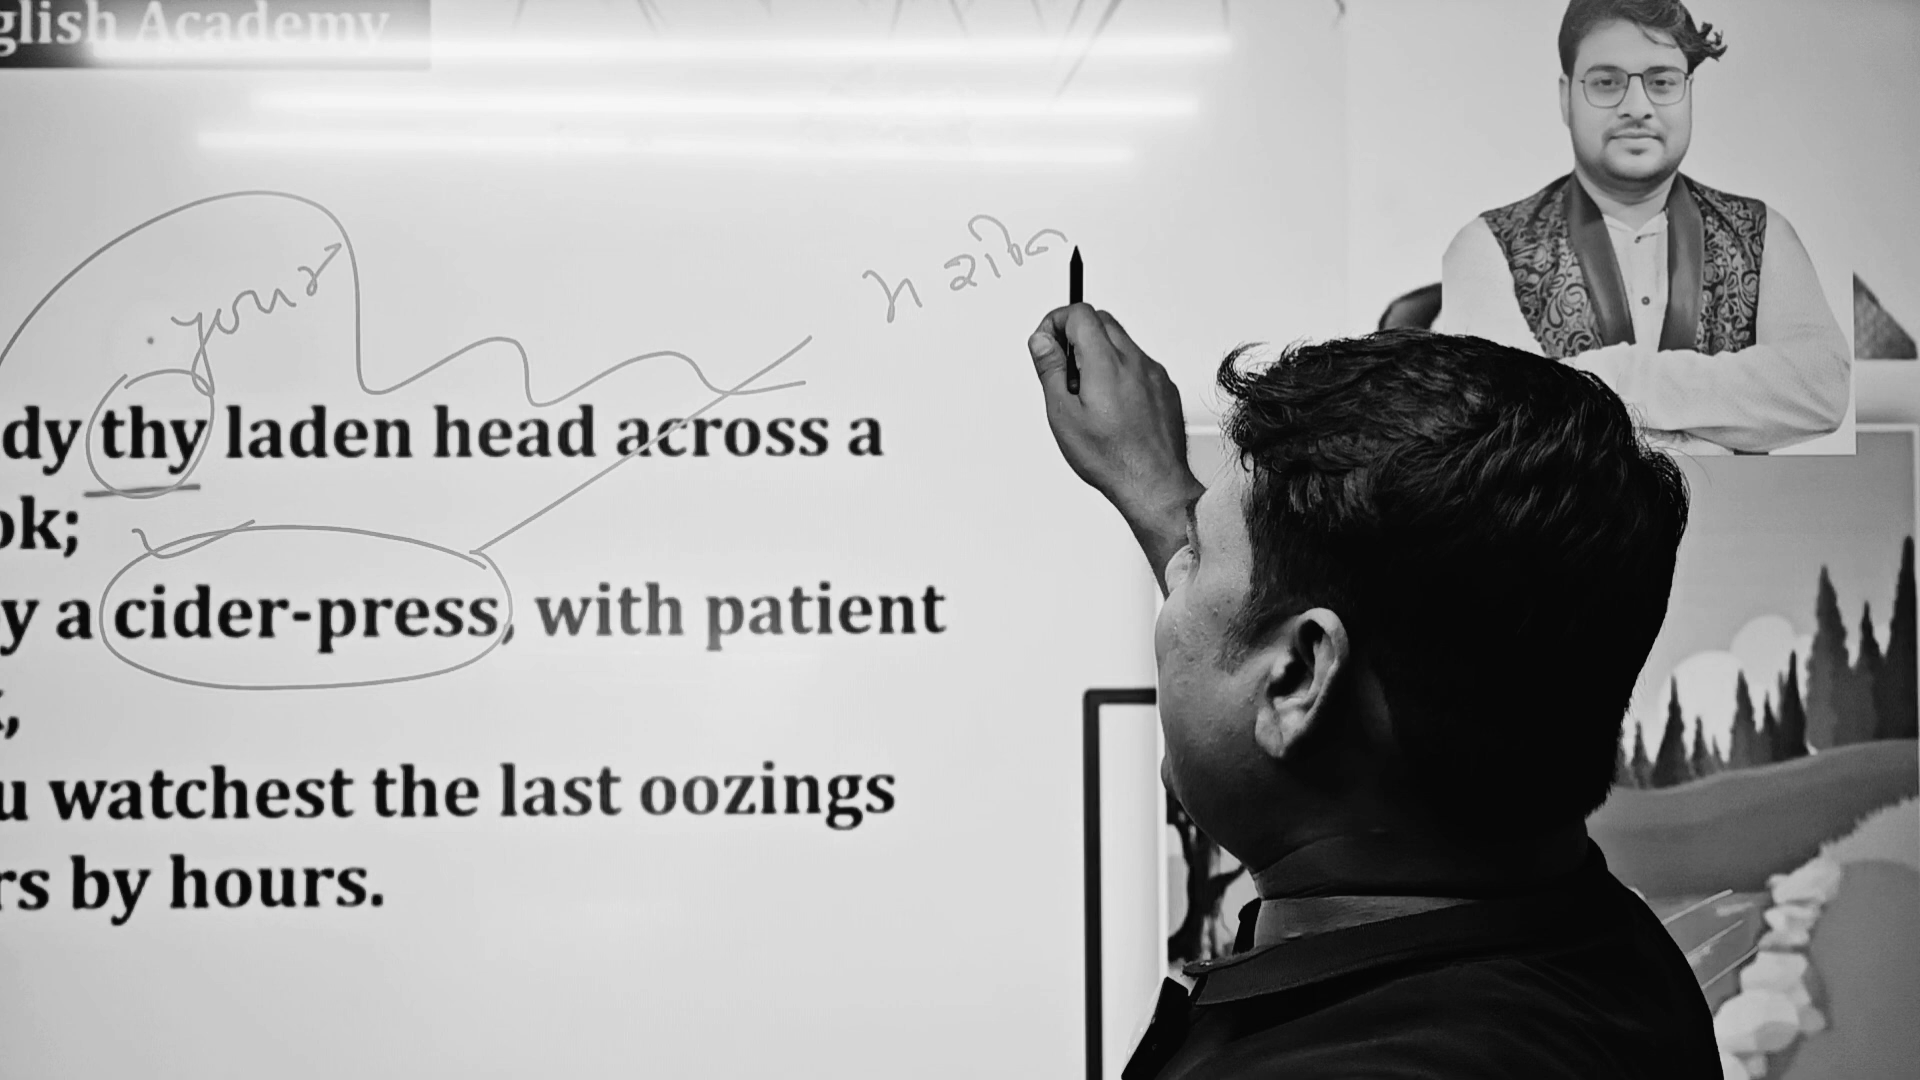 glish Academy
your
dy thy laden head across a
ok;
y a cider-press, with patient
,
u watchest the last oozings
rs by hours.